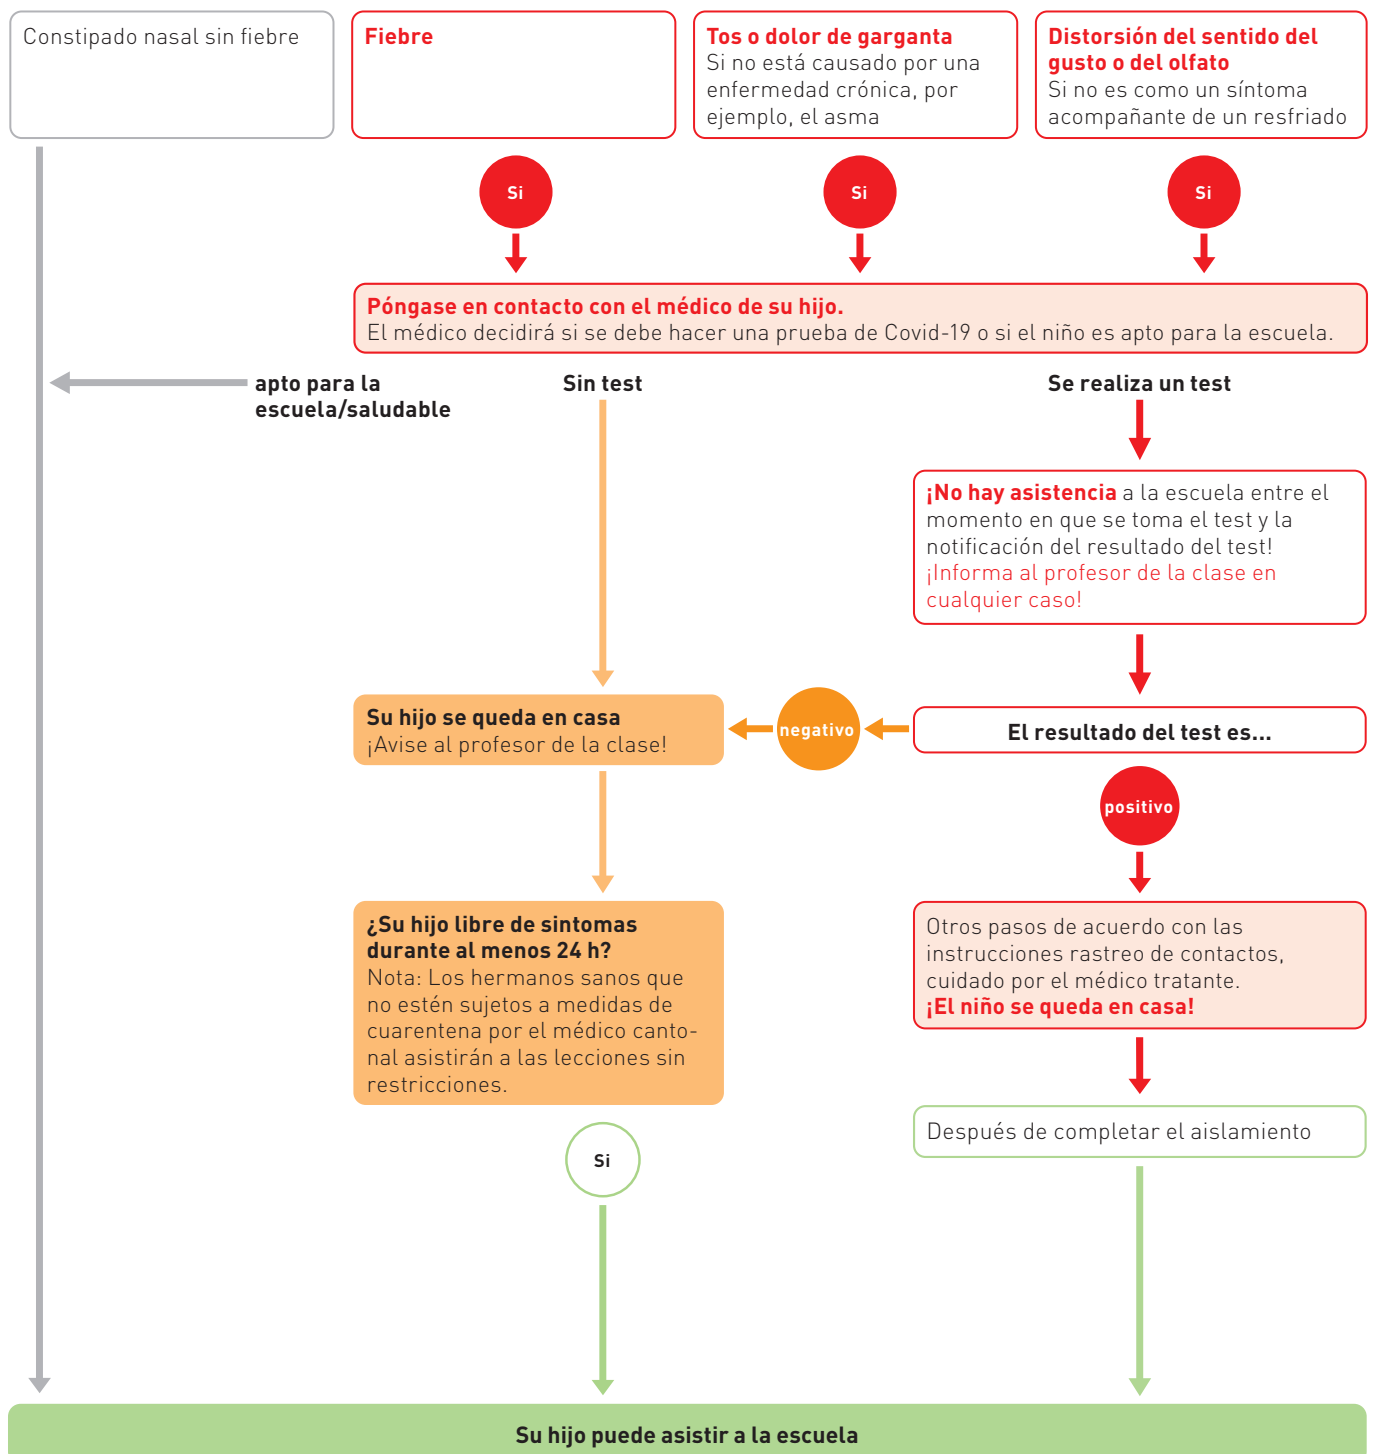 Constipado nasal sin fiebre
Fiebre
Tos o dolor de garganta
Si no está causado por una
enfermedad crónica, por
ejemplo, el asma
Distorsión del sentido del
gusto o del olfato
Si no es como un síntoma
acompañante de un resfriado
Si
Si
Si
Póngase en contacto con el médico de su hijo.
El médico decidirá si se debe hacer una prueba de Covid-19 o si el niño es apto para la escuela.
apto para la
escuela/saludable
Sin test
Se realiza un test
¡No hay asistencia a la escuela entre el
momento en que se toma el test y la
notificación del resultado del test!
¡Informa al profesor de la clase en
cualquier caso!
Su hijo se queda en casa
¡Avise al profesor de la clase!
negativo
El resultado del test es...
positivo
¿Su hijo libre de sintomas
durante al menos 24 h?
Nota: Los hermanos sanos que
no estén sujetos a medidas de
cuarentena por el médico canto-
nal asistirán a las lecciones sin
restricciones.
Otros pasos de acuerdo con las
instrucciones rastreo de contactos,
cuidado por el médico tratante.
¡El niño se queda en casa!
Si
Después de completar el aislamiento
Su hijo puede asistir a la escuela